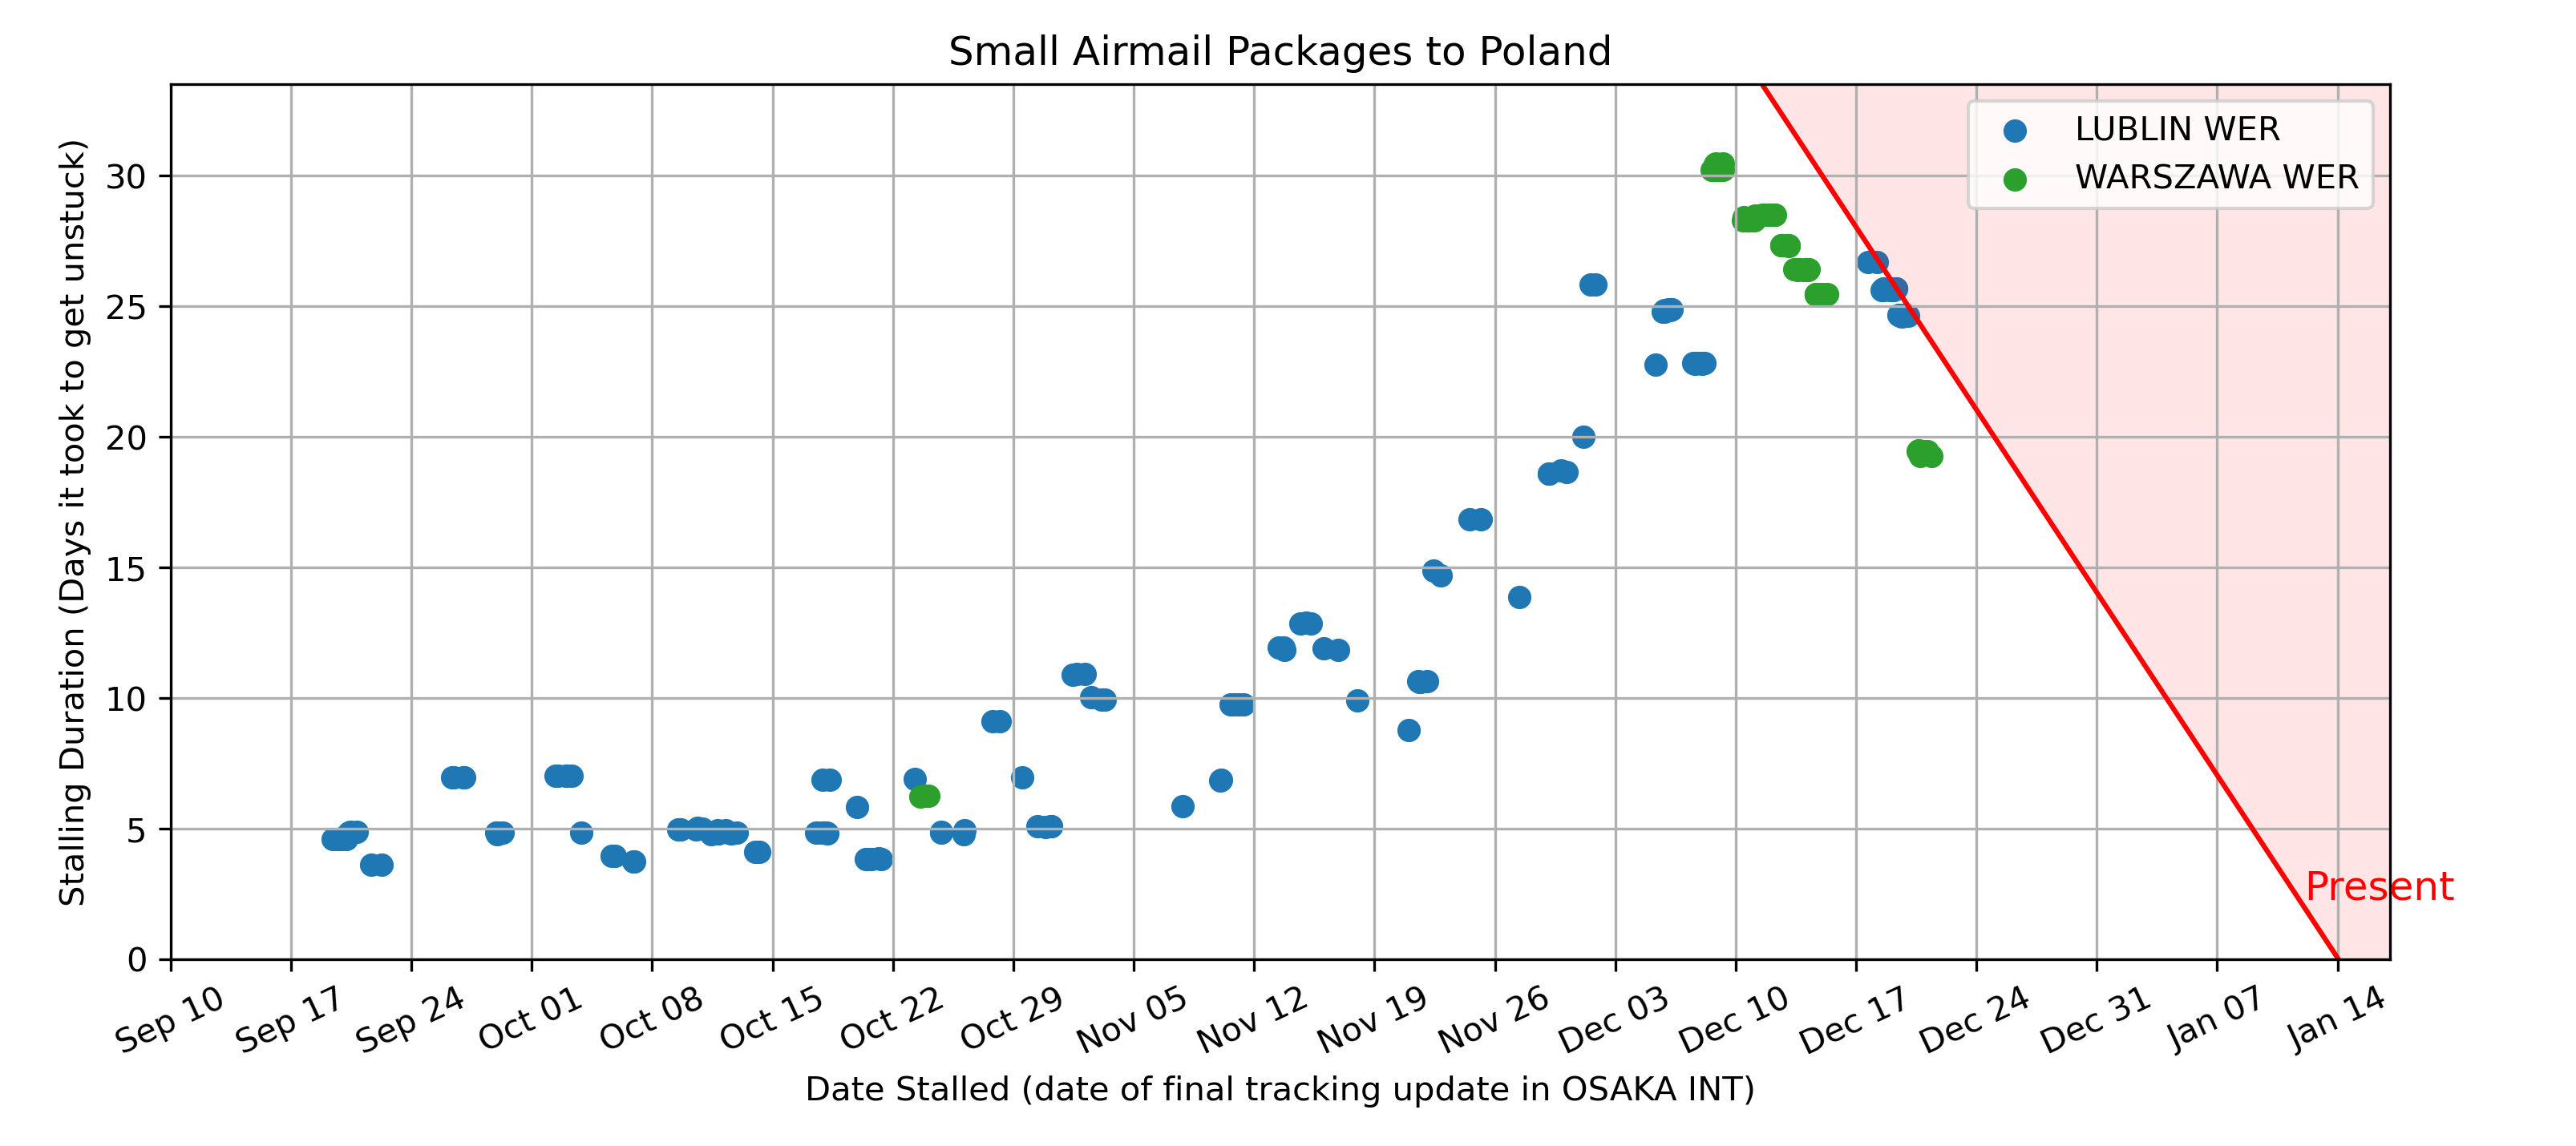 Small Airmail Packages to Poland
LUBLIN WER
WARSZAWA WER
Stalling Duration (Days it took to get unstuck)
30
25
20
15
10
5
0
Present
Sep 10
Sep 17
Sep 24
Oct 01
Oct 08
Oct 15
Oct 22
Oct 29
Nov 05
Nov 12
Nov 19
Nov 26
Dec 03
Dec 10
Dec 17
Dec 24
Dec 31
Jan 07
Jan 14
Date Stalled (date of final tracking update in OSAKA INT)